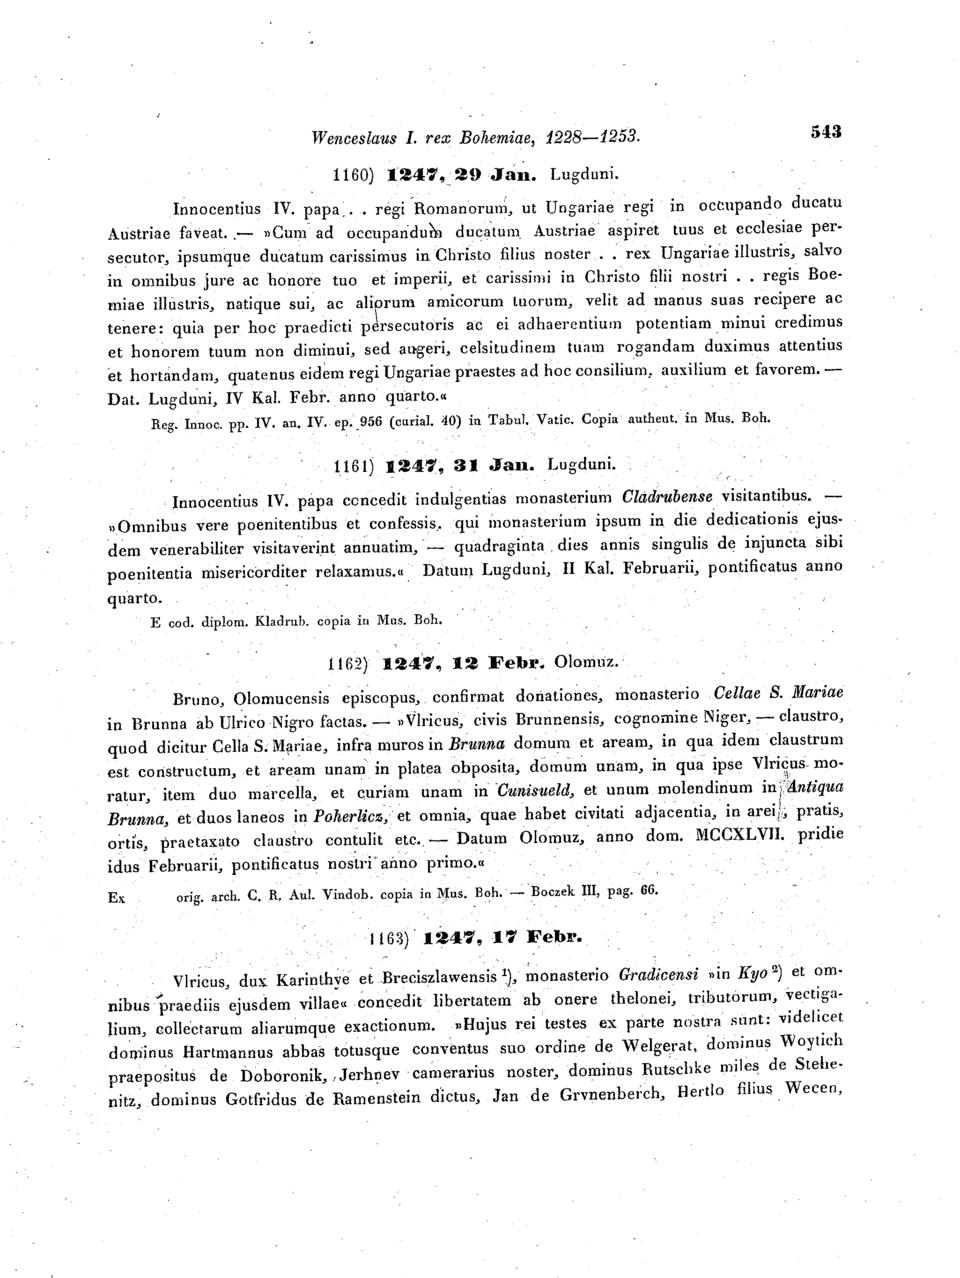 Wenceslaus I. rex Bohemiae, 1228—1253. 543
1160) 1247, 29 Jan. Lugduni.
Innocentius IV. papa . . regi Romanorum, ut Ungariae regi in occupando ducatu
Austriae faveat. — »Cum ad occupandum ducatum Austriae aspiret tuus et ecclesiae per-
secutor, ipsumque ducatum carissimus in Christo filius noster . . rex Ungariae illustris, salvo
in omnibus jure ac honore tuo et imperii, et carissimi in Christo filii nostri . . regis Boe-
miae illustris, natique sui, ac aliorum amicorum tuorum, velit ad manus suas recipere ac
tenere: quia per hoc praedicti persecutoris ac ei adhaerentium potentiam minui credimus
et honorem tuum non diminui, sed augeri, celsitudinem tuam rogandam duximus attentius
et hortandam, quatenus eidem regi Ungariae praestes ad hoc consilium, auxilium et favorem. —
Dat. Lugduni, IV Kal. Febr. anno quarto.«
Reg. Innoc. pp. IV. an. IV. ep. 956 (curial. 40) in Tabul. Vatic. Copia authent. in Mus. Boh.
1161) 1247, 31 Jan. Lugduni.
Innocentius IV. papa concedit indulgentias monasterium Cladrubense visitantibus. —
»Omnibus vere poenitentibus et confessis, qui monasterium ipsum in die dedicationis ejus-
dem venerabiliter visitaverint annuatim, — quadraginta dies annis singulis de injuncta sibi
poenitentia misericorditer relaxamus.« Datum Lugduni, II Kal. Februarii, pontificatus anno
quarto.
E cod. diplom. Kladrub. copia in Mus. Boh.
1162) 1247, 12 Febr. Olomuz.
Bruno, Olomucensis episcopus, confirmat donationes, monasterio Cellae S. Mariae
in Brunna ab Ulrico Nigro factas. — »Vlricus, civis Brunnensis, cognomine Niger, — claustro,
quod dicitur Cella S. Mariae, infra muros in Brunna domum et aream, in qua idem claustrum
est constructum, et aream unam in platea obposita, domum unam, in qua ipse Vlricus mo-
ratur, item duo marcella, et curiam unam in Cunisueld, et unum molendinum in Antiqua
Brunna, et duos laneos in Poherlicz, et omnia, quae habet civitati adjacentia, in areis, pratis,
ortis, praetaxato claustro contulit etc. — Datum Olomuz, anno dom. MCCXLVII. pridie
idus Februarii, pontificatus nostri anno primo.«
Ex orig. arch. C. R. Aul. Vindob. copia in Mus. Boh. — Boczek III, pag. 66.
1163) 1247, 17 Febr.
Vlricus, dux Karinthye et Breciszlawensis ¹), monasterio Gradicensi »in Kyo ²) et om-
nibus praediis ejusdem villae« concedit libertatem ab onere thelonei, tributorum, vectiga-
lium, collectarum aliarumque exactionum. »Hujus rei testes ex parte nostra sunt: videlicet
dominus Hartmannus abbas totusque conventus suo ordine de Welgerat, dominus Woytich
praepositus de Doboronik, Jerhnev camerarius noster, dominus Rutschke miles de Stehe-
nitz, dominus Gotfridus de Ramenstein dictus, Jan de Grvnenberch, Hertlo filius Wecen,